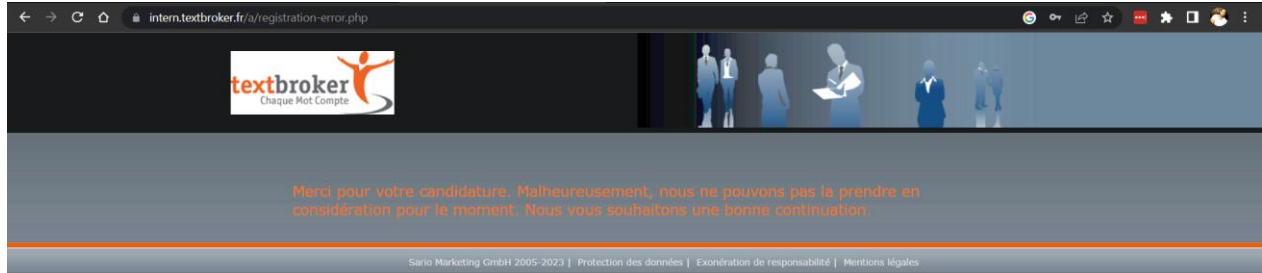 intern.textbroker.fr/a/registration-error.php
textbroker
Chaque Mot Compte
Merci pour votre candidature. Malheureusement, nous ne pouvons pas la prendre en
considération pour le moment. Nous vous souhaitons une bonne continuation.
Sario Marketing GmbH 2005-2023 | Protection des données | Exonération de responsabilité | Mentions légales